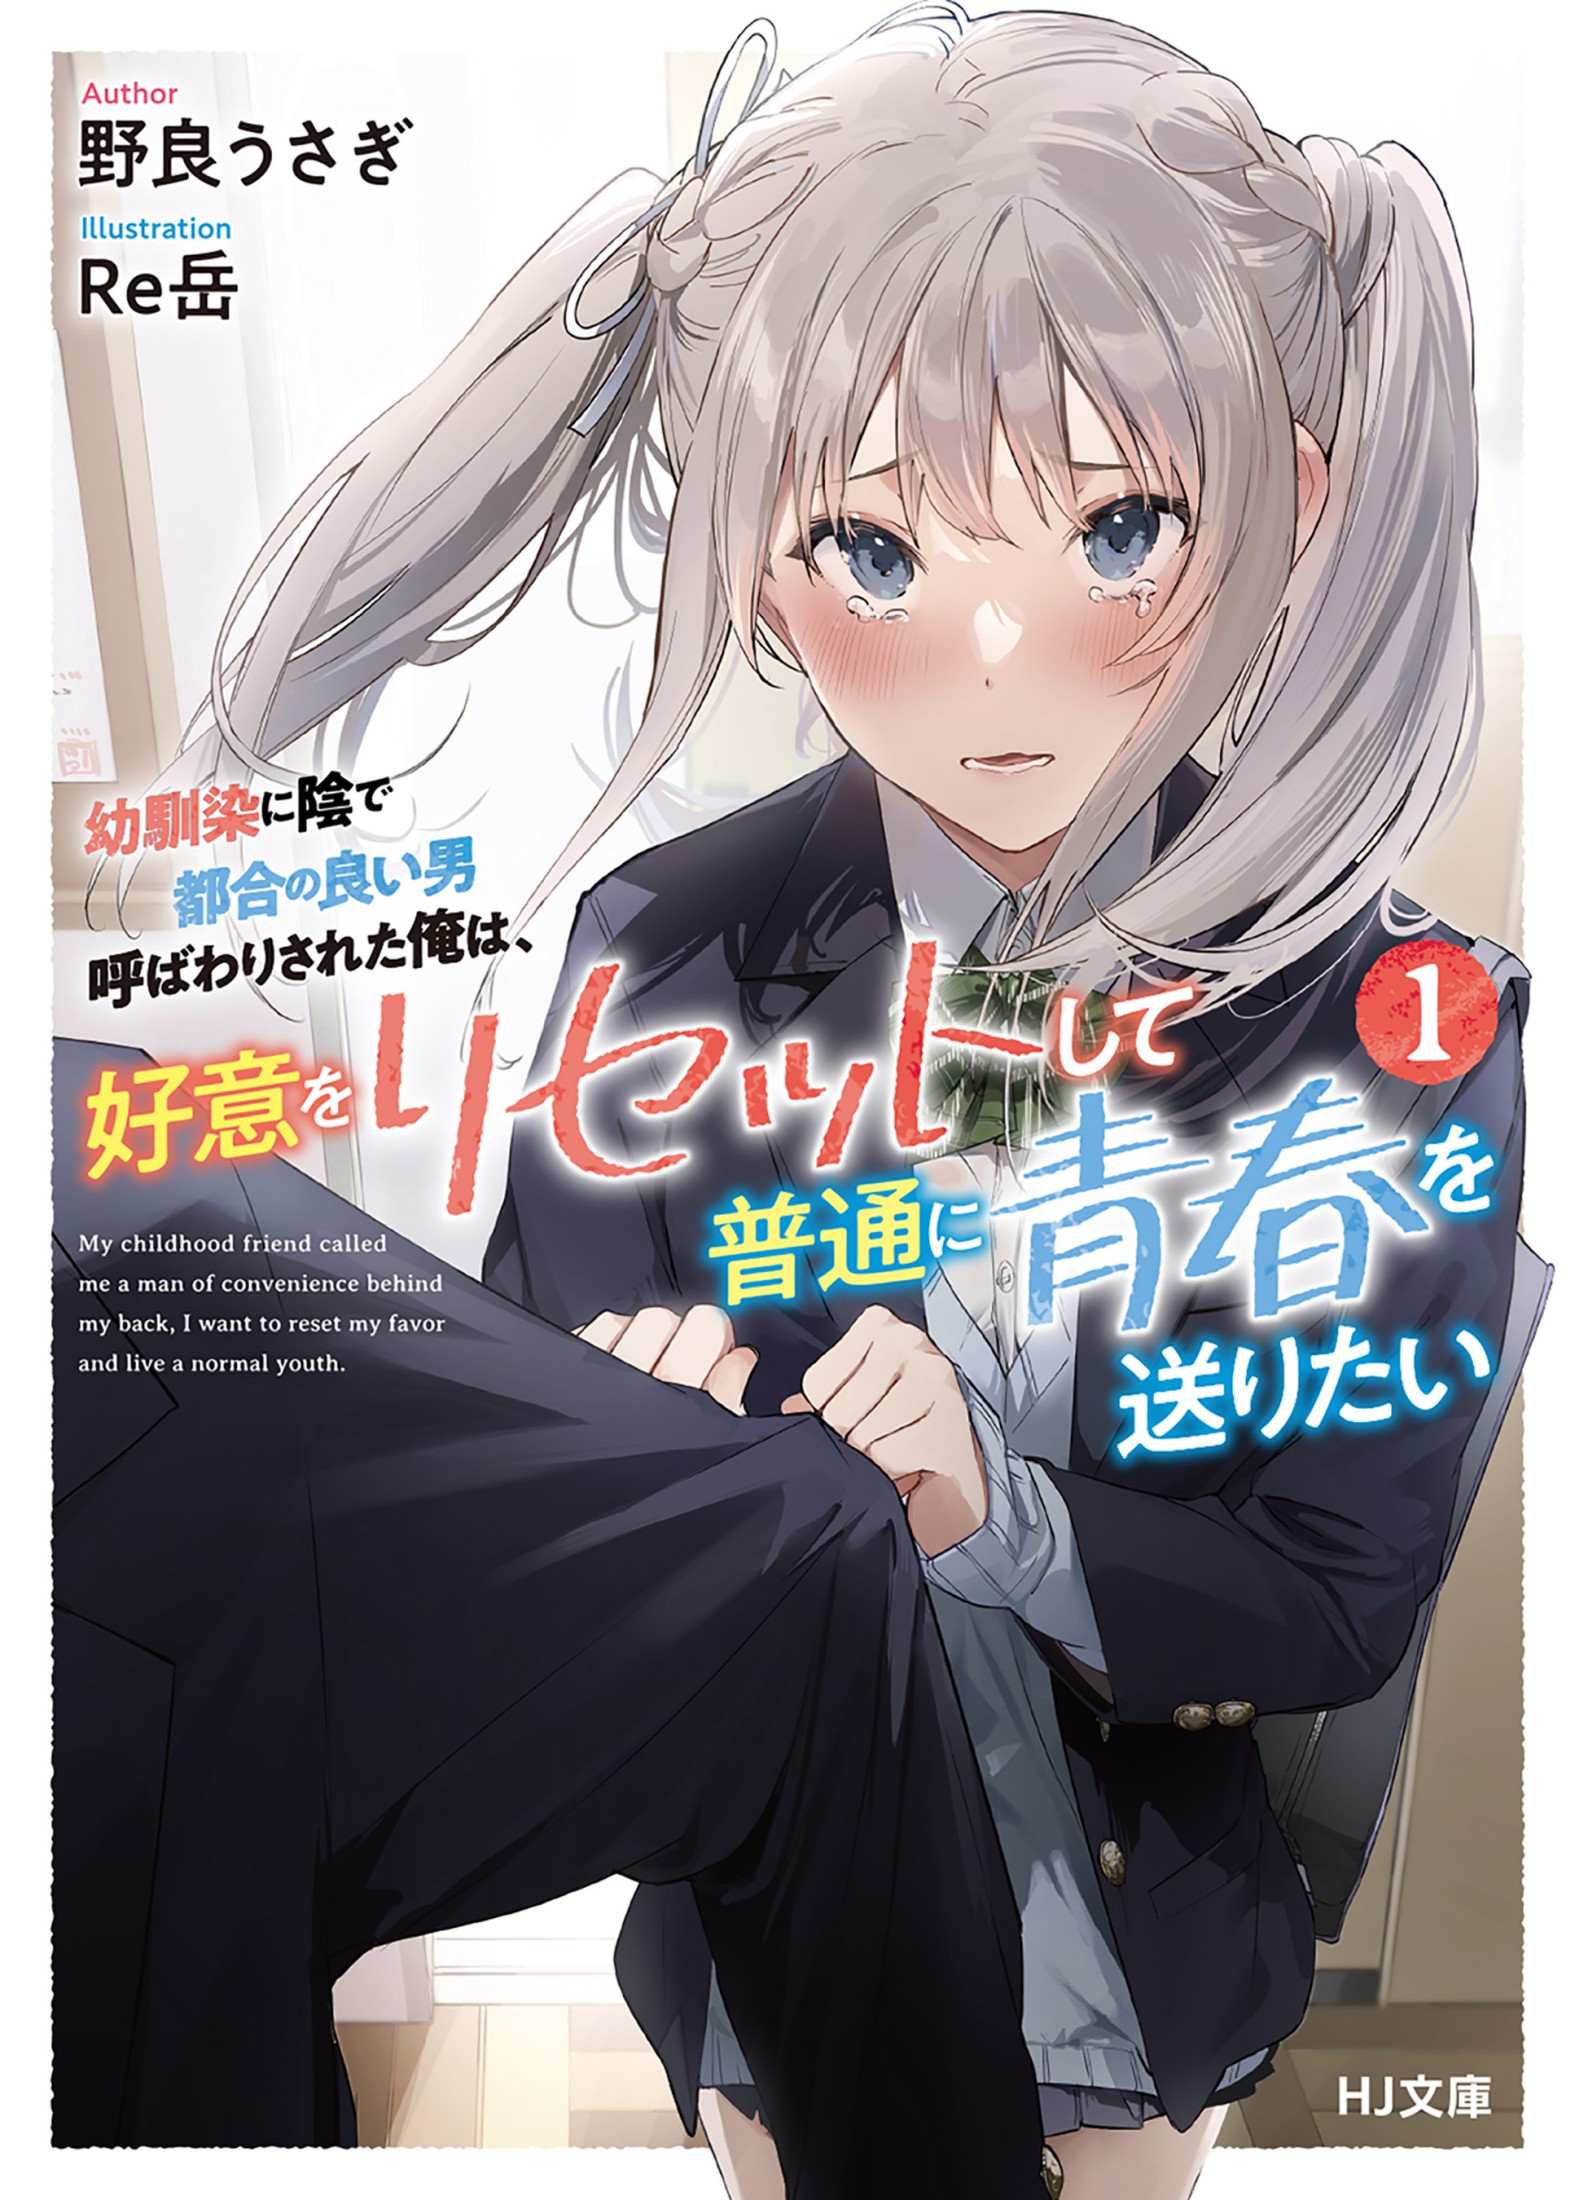 Author
野良うさぎ
Illustration
Re岳
幼馴染に陰で
都合の良い男
呼ばわりされた俺は、
好意をリセットして
1
普通に青春を
送りたい
My childhood friend called
me a man of convenience behind
my back, I want to reset my favor
and live a normal youth.
HJ文庫